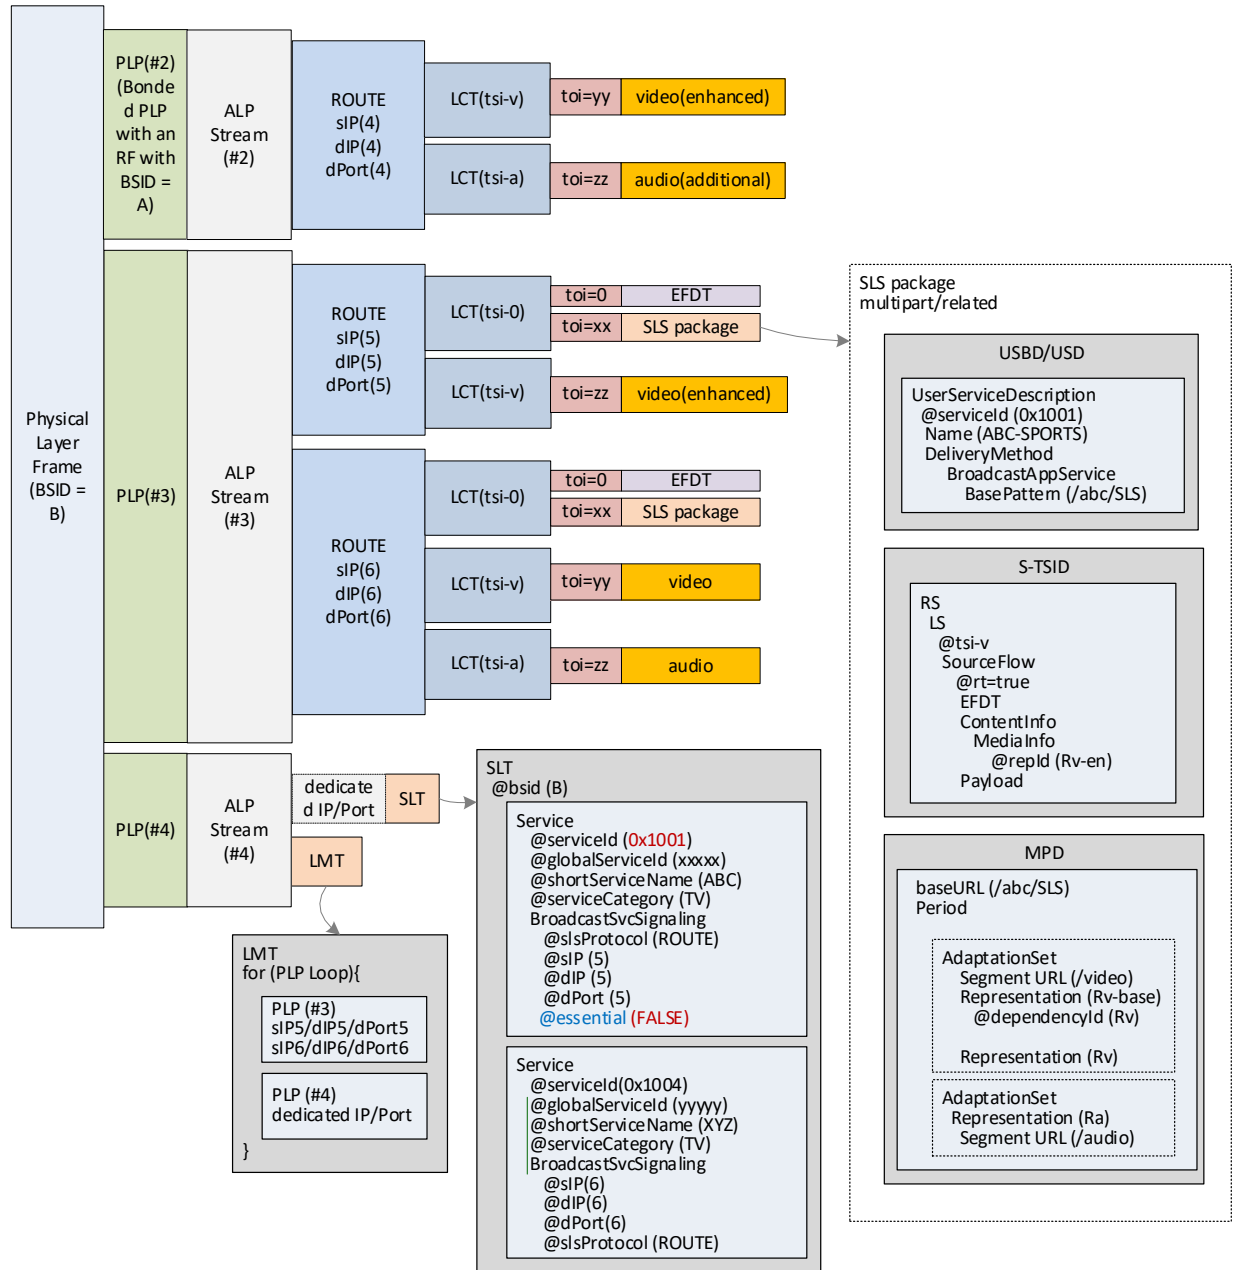 Physical
Layer
Frame
(BSID =
B)
PLP(#2)
(Bonde
d PLP
with an
RF with
BSID =
A)
ALP
Stream
(#2)
ROUTE
sIP(4)
dIP(4)
dPort(4)
LCT(tsi-v)
toi=yy
video(enhanced)
LCT(tsi-a)
toi=zz
audio(additional)
PLP(#3)
ALP
Stream
(#3)
ROUTE
sIP(5)
dIP(5)
dPort(5)
LCT(tsi-0)
toi=0
EFDT
toi=xx
SLS package
LCT(tsi-v)
toi=zz
video(enhanced)
ROUTE
sIP(6)
dIP(6)
dPort(6)
LCT(tsi-0)
toi=0
EFDT
toi=xx
SLS package
LCT(tsi-v)
toi=yy
video
LCT(tsi-a)
toi=zz
audio
PLP(#4)
ALP
Stream
(#4)
dedicate
d IP/Port
SLT
LMT
LMT
for (PLP Loop){
PLP (#3)
sIP5/dIP5/dPort5
sIP6/dIP6/dPort6
PLP (#4)
dedicated IP/Port
}
SLT
@bsid (B)
Service
@serviceId (0x1001)
@globalServiceId (xxxxx)
@shortServiceName (ABC)
@serviceCategory (TV)
BroadcastSvcSignaling
@slsProtocol (ROUTE)
@sIP (5)
@dIP (5)
@dPort (5)
@essential (FALSE)
Service
@serviceId(0x1004)
@globalServiceId (yyyyy)
@shortServiceName (XYZ)
@serviceCategory (TV)
BroadcastSvcSignaling
@sIP(6)
@dIP(6)
@dPort(6)
@slsProtocol (ROUTE)
SLS package
multipart/related
USBD/USD
UserServiceDescription
@serviceId (0x1001)
Name (ABC-SPORTS)
DeliveryMethod
BroadcastAppService
BasePattern (/abc/SLS)
S-TSID
RS
LS
@tsi-v
SourceFlow
@rt=true
EFDT
ContentInfo
MediaInfo
@repId (Rv-en)
Payload
MPD
baseURL (/abc/SLS)
Period
AdaptationSet
Segment URL (/video)
Representation (Rv-base)
@dependencyId (Rv)
Representation (Rv)
AdaptationSet
Representation (Ra)
Segment URL (/audio)